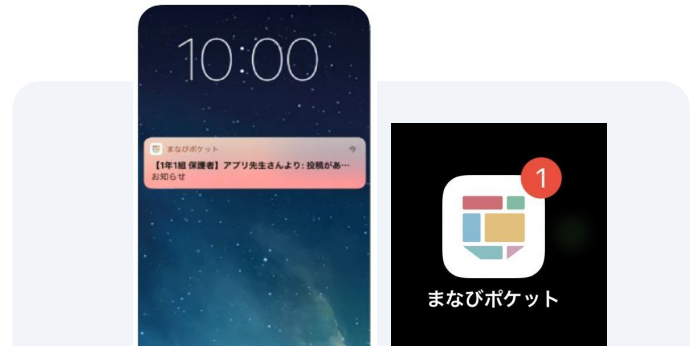 10:00
まなびポケット
今
【1年1組 保護者】アプリ先生さんより: 投稿があ…
お知らせ
1
まなびポケット